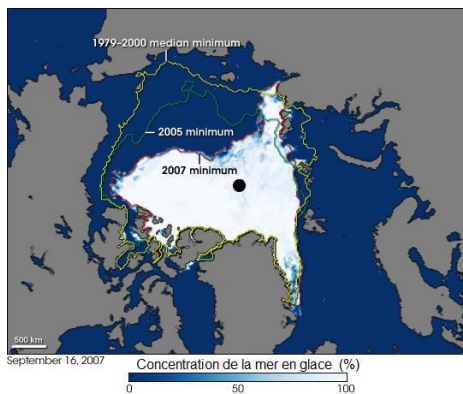 1979-2000 median minimum
2005 minimum
2007 minimum
500 km
September 16, 2007
Concentration de la mer en glace (%)
0 50 100